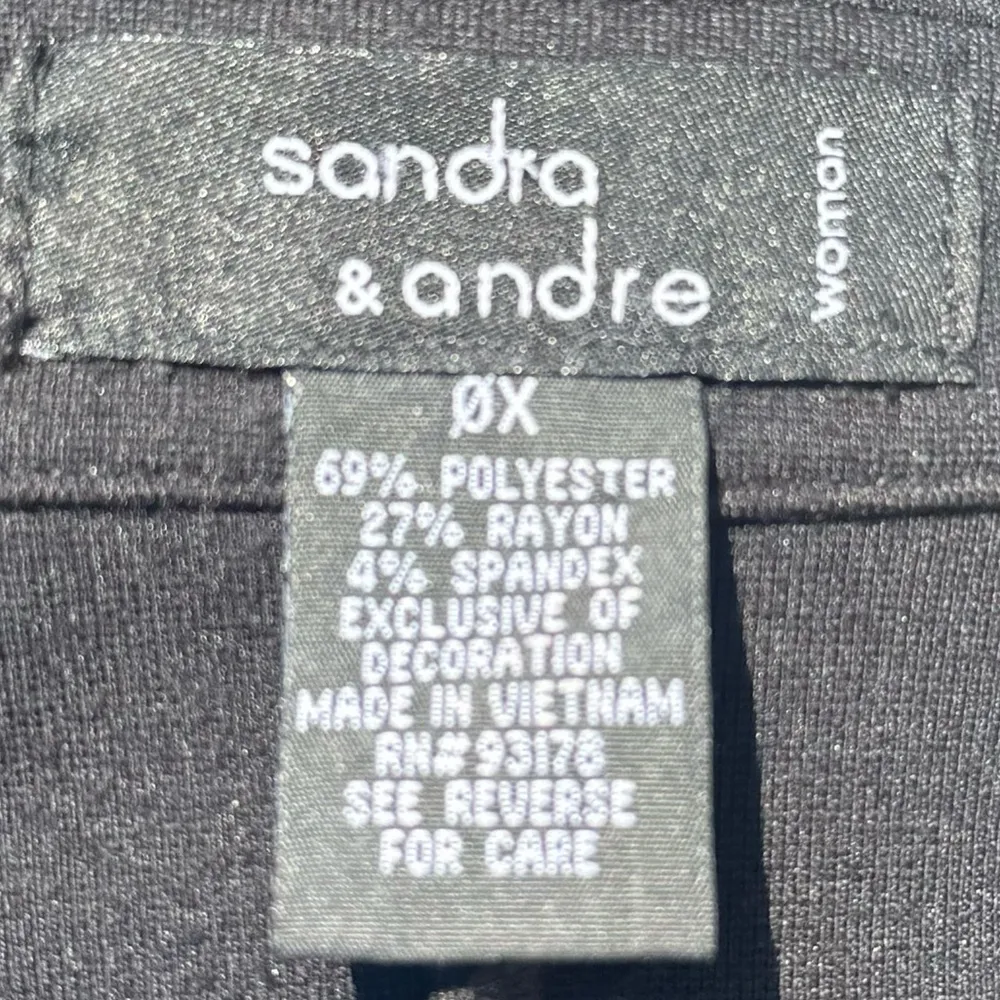 sandra
& andre
woman
ØX
69% POLYESTER
27% RAYON
4% SPANDEX
EXCLUSIVE OF
DECORATION
MADE IN VIETNAM
RN# 93178
SEE REVERSE
FOR CARE